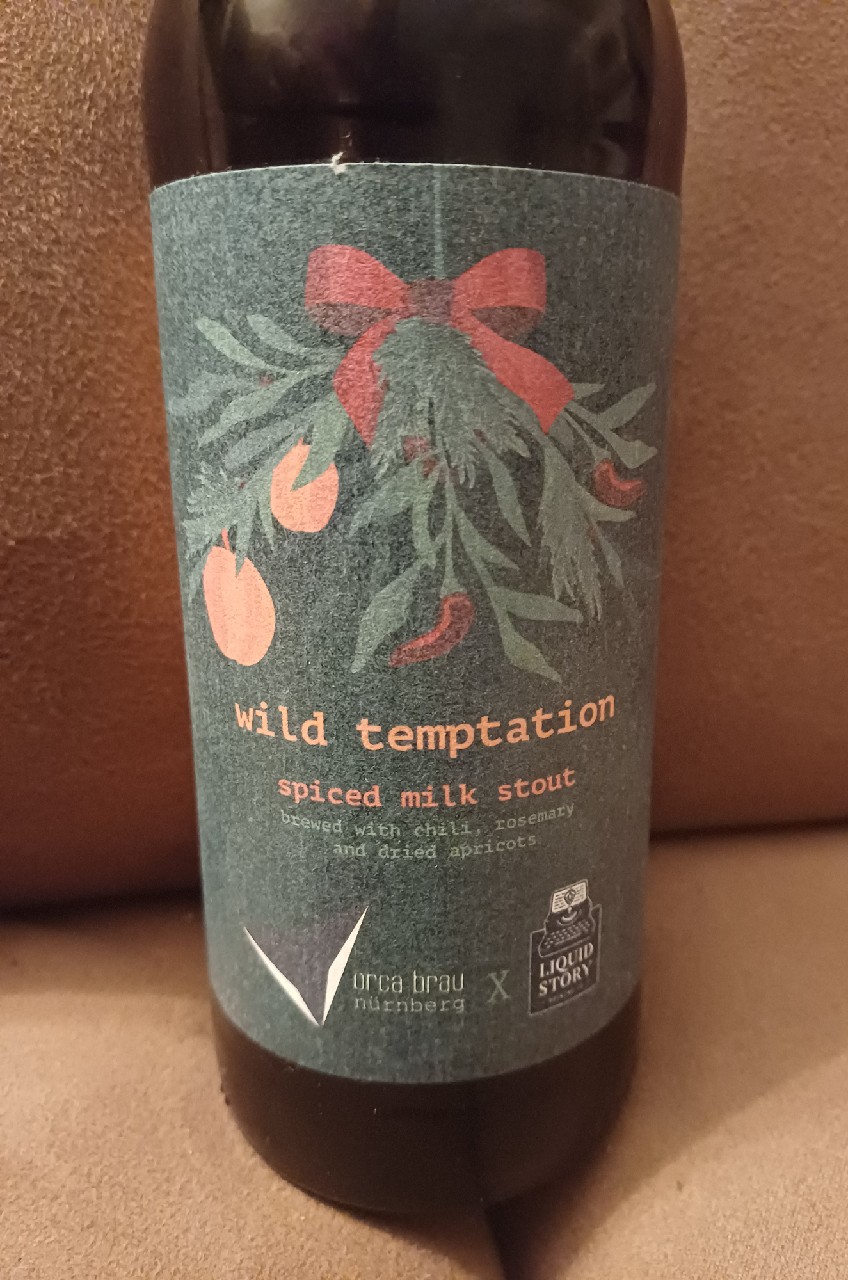 wild temptation
spiced milk stout
brewed with chili, rosemary
and dried apricots
orca brau
nürnberg
X
LIQUID
STORY